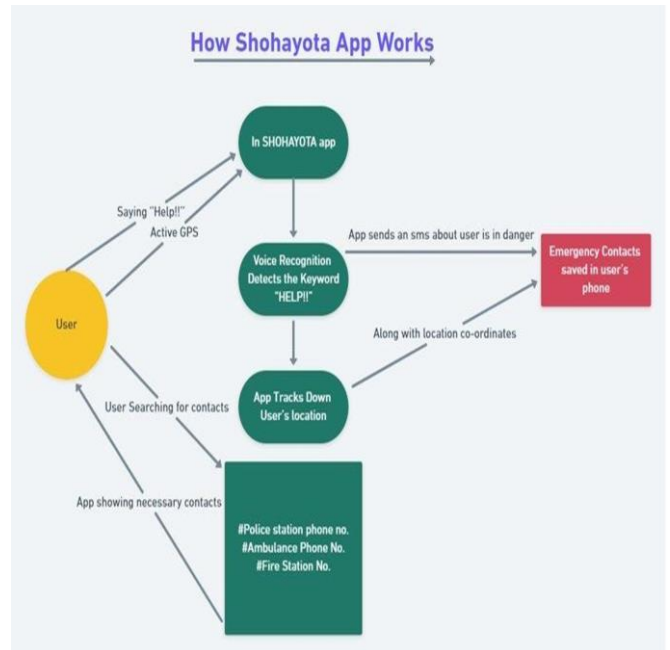 How Shohayota App Works
In SHOHAYOTA app
Saying "Help!!"
Active GPS
Voice Recognition
Detects the Keyword
"HELP!!"
App sends an sms about user is in danger
Emergency Contacts
saved in user's
phone
User
Along with location co-ordinates
App Tracks Down
User's location
User Searching for contacts
App showing necessary contacts
#Police station phone no.
#Ambulance Phone No.
#Fire Station No.